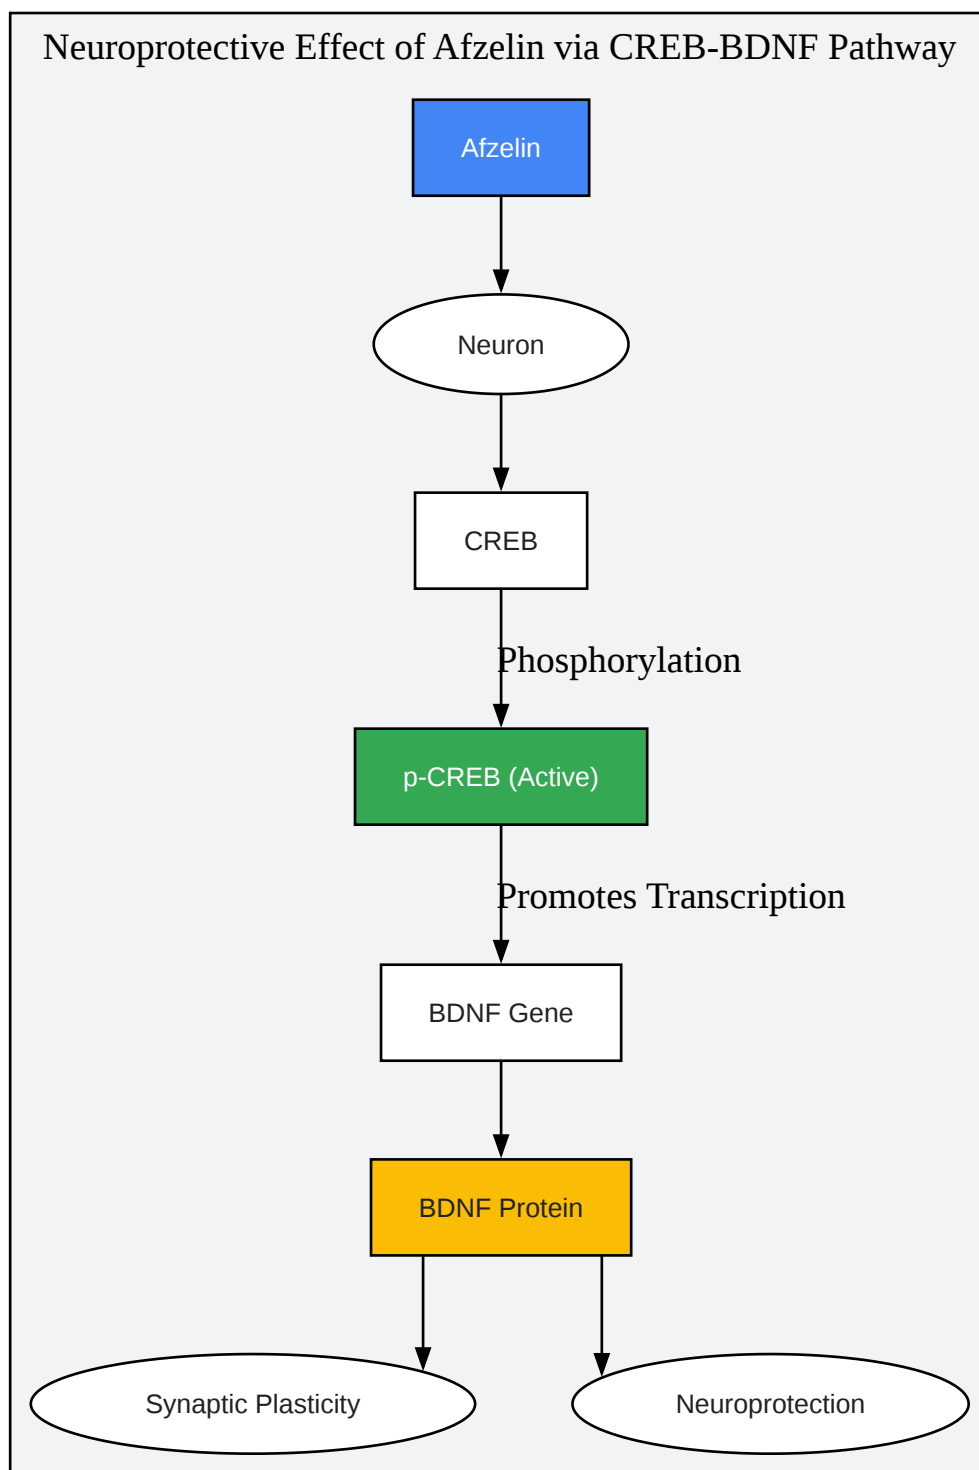 Neuroprotective Effect of Afzelin via CREB-BDNF Pathway
Afzelin
Neuron
CREB
Phosphorylation
p-CREB (Active)
Promotes Transcription
BDNF Gene
BDNF Protein
Synaptic Plasticity
Neuroprotection